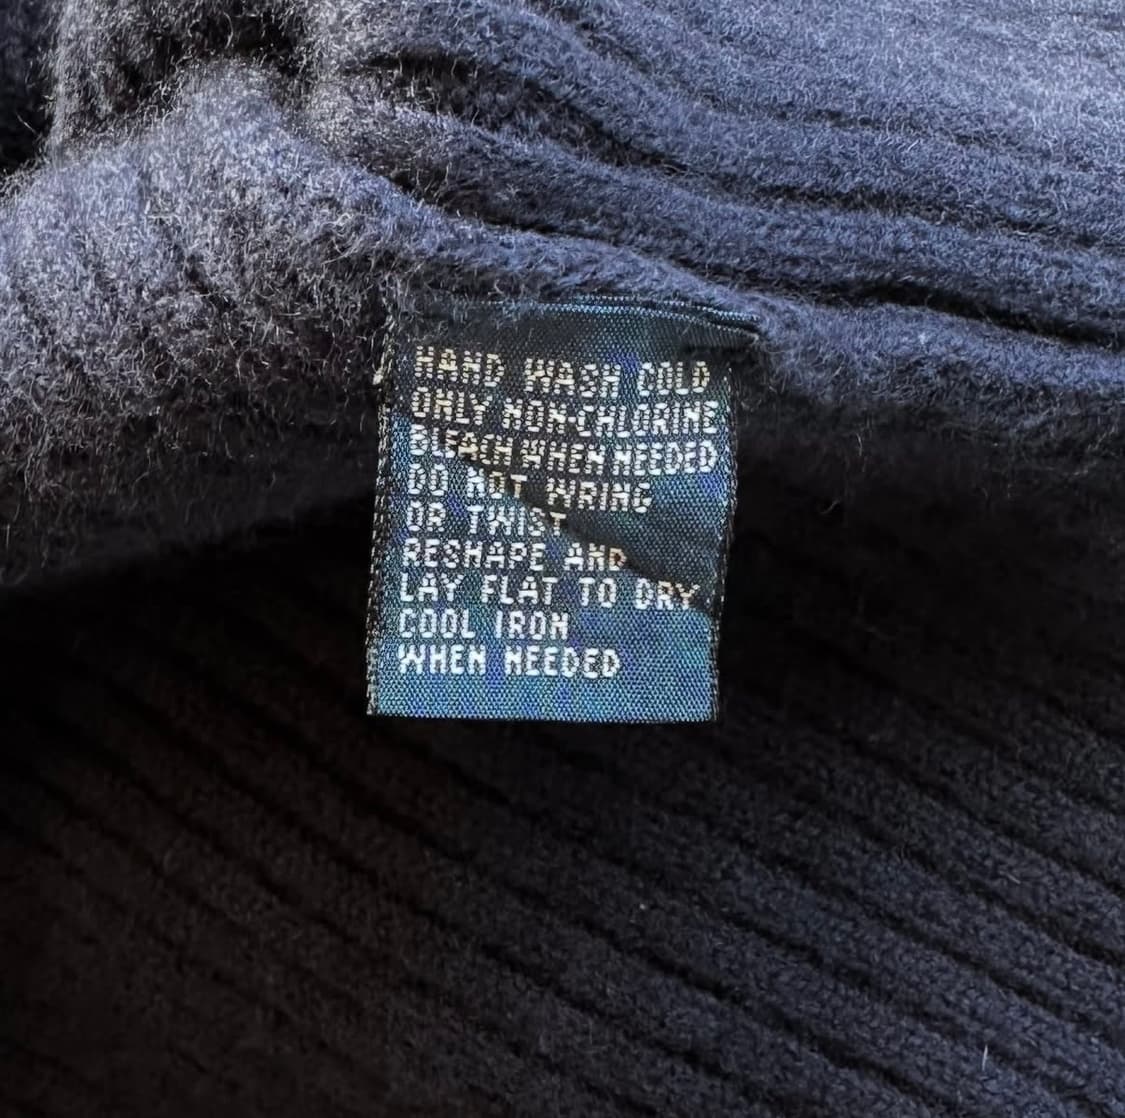 HAND WASH COLD
ONLY NON-CHLORINE
BLEACH WHEN NEEDED
DO NOT WRING
OR TWIST
RESHAPE AND
LAY FLAT TO DRY
COOL IRON
WHEN NEEDED